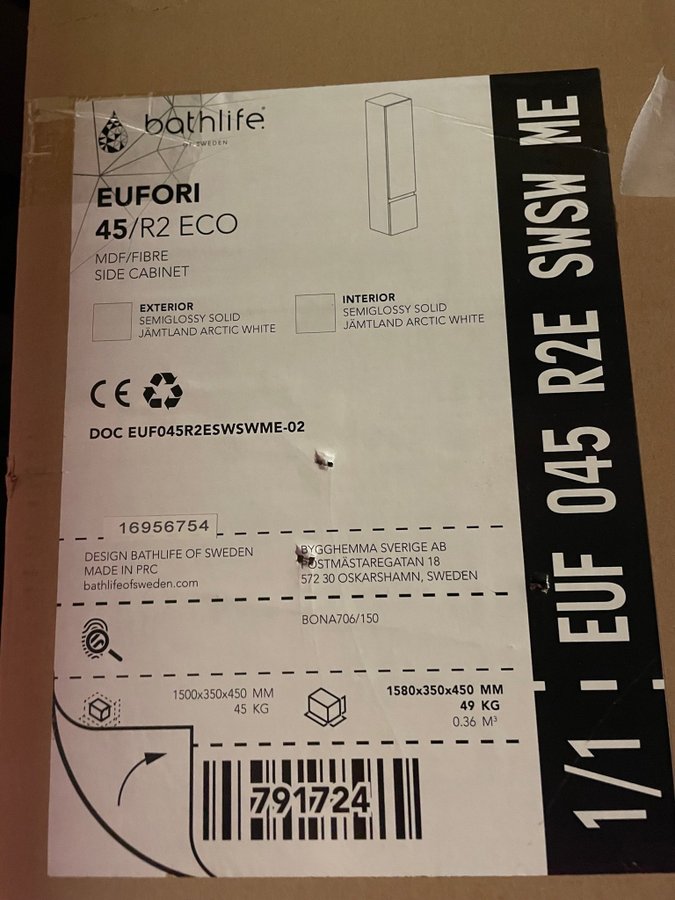 bathlife
OF SWEDEN
EUFORI
45/R2 ECO
MDF/FIBRE
SIDE CABINET
EXTERIOR
SEMIGLOSSY SOLID
JÄMTLAND ARCTIC WHITE
INTERIOR
SEMIGLOSSY SOLID
JÄMTLAND ARCTIC WHITE
CE
DOC EUF045R2ESWSWME-02
16956754
DESIGN BATHLIFE OF SWEDEN
MADE IN PRC
bathlifeofsweden.com
BYGGHEMMA SVERIGE AB
POSTMÄSTAREGATAN 18
572 30 OSKARSHAMN, SWEDEN
BONA706/150
1500x350x450 MM
45 KG
1580x350x450 MM
49 KG
0.36 M³
791724
1/1 EUF 045 R2E SWSW ME